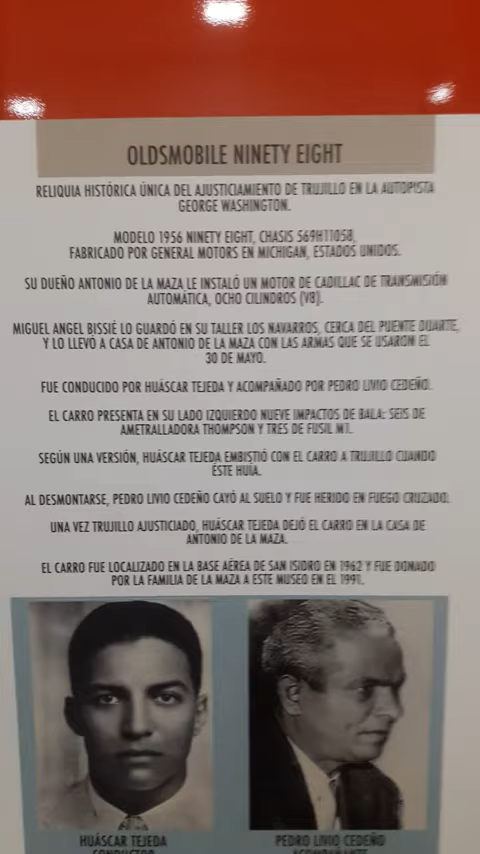 OLDSMOBILE NINETY EIGHT
RELIQUIA HISTÓRICA ÚNICA DEL AJUSTICIAMIENTO DE TRUJILLO EN LA AUTOPISTA
GEORGE WASHINGTON.
MODELO 1956 NINETY EIGHT, CHASIS 569H11058,
FABRICADO POR GENERAL MOTORS EN MICHIGAN, ESTADOS UNIDOS.
SU DUEÑO ANTONIO DE LA MAZA LE INSTALÓ UN MOTOR DE CADILLAC DE TRANSMISIÓN
AUTOMÁTICA, OCHO CILINDROS (V8).
MIGUEL ANGEL BISSIÉ LO GUARDÓ EN SU TALLER LOS NAVARROS, CERCA DEL PUENTE DUARTE,
Y LO LLEVÓ A CASA DE ANTONIO DE LA MAZA CON LAS ARMAS QUE SE USARON EL
30 DE MAYO.
FUE CONDUCIDO POR HUÁSCAR TEJEDA Y ACOMPAÑADO POR PEDRO LIVIO CEDEÑO.
EL CARRO PRESENTA EN SU LADO IZQUIERDO NUEVE IMPACTOS DE BALA: SEIS DE
AMETRALLADORA THOMPSON Y TRES DE FUSIL M1.
SEGÚN UNA VERSIÓN, HUÁSCAR TEJEDA EMBISTIÓ CON EL CARRO A TRUJILLO CUANDO
ÉSTE HUIA.
AL DESMONTARSE, PEDRO LIVIO CEDEÑO CAYÓ AL SUELO Y FUE HERIDO EN FUEGO CRUZADO.
UNA VEZ TRUJILLO AJUSTICIADO, HUÁSCAR TEJEDA DEJÓ EL CARRO EN LA CASA DE
ANTONIO DE LA MAZA.
EL CARRO FUE LOCALIZADO EN LA BASE AÉREA DE SAN ISIDRO EN 1962 Y FUE DONADO
POR LA FAMILIA DE LA MAZA A ESTE MUSEO EN EL 1991.
HUÁSCAR TEJEDA
CONDUCTOR
PEDRO LIVIO CEDEÑO
ACOMPAÑANTE